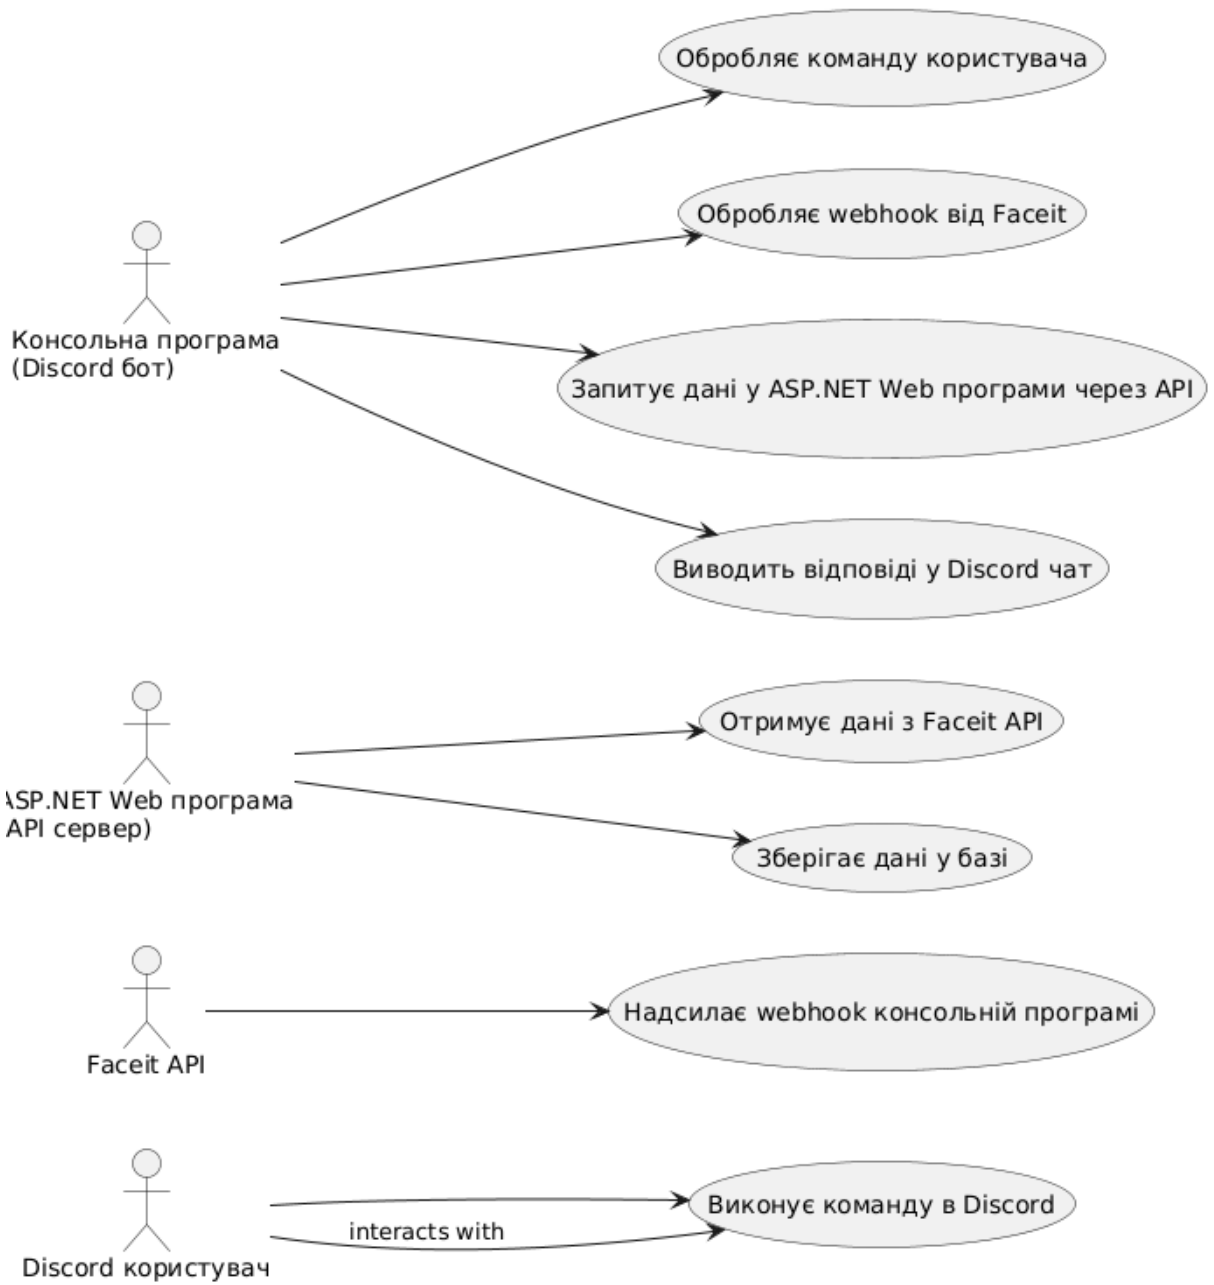 Обробляє команду користувача
Обробляє webhook від Faceit
Консольна програма
(Discord бот)
Запитує дані у ASP.NET Web програми через API
Виводить відповіді у Discord чат
Отримує дані з Faceit API
ASP.NET Web програма
API сервер)
Зберігає дані у базі
Надсилає webhook консольній програмі
Faceit API
Виконує команду в Discord
interacts with
Discord користувач